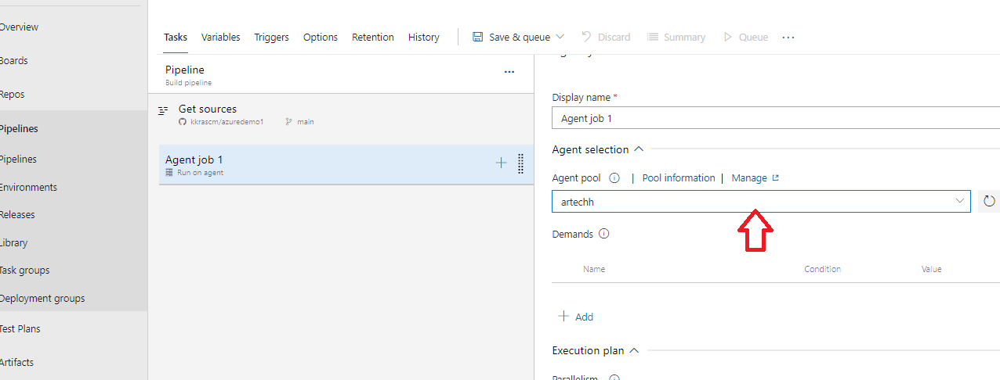 Overview
Boards
Repos
Pipelines
Pipelines
Environments
Releases
Library
Task groups
Deployment groups
Test Plans
Artifacts
Tasks Variables Triggers Options Retention History Save & queue Discard Summary Queue ...
Pipeline ...
Build pipeline
Get sources
kkrascm/azuredemo1 main
Agent job 1
Run on agent
Display name *
Agent job 1
Agent selection
Agent pool | Pool information | Manage
artechh
Demands
Name Condition Value
+ Add
Execution plan
Parallelism